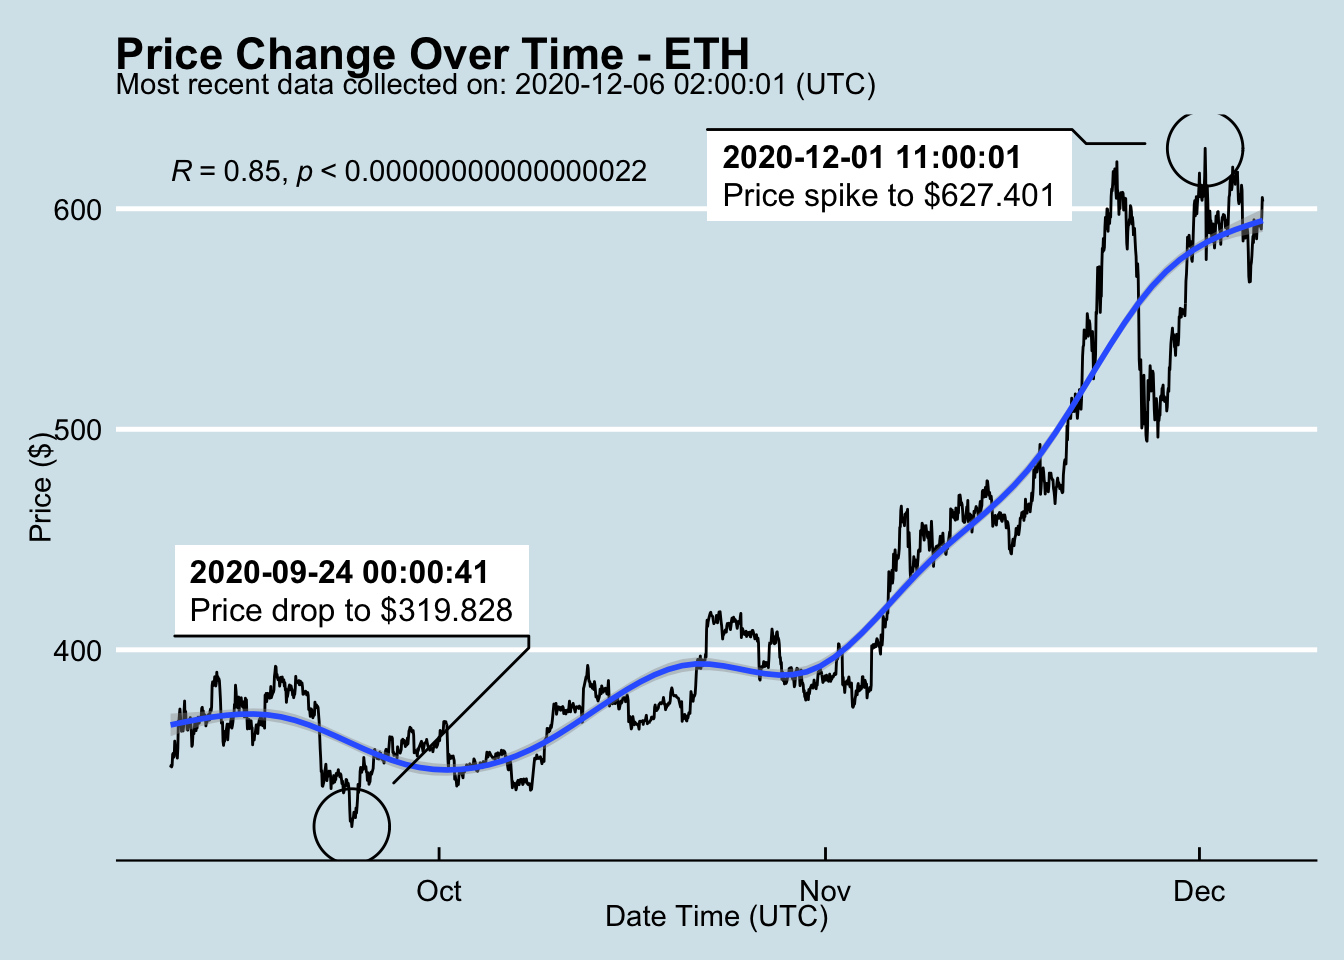 Price Change Over Time - ETH
Most recent data collected on: 2020-12-06 02:00:01 (UTC)
R = 0.85, p < 0.00000000000000022
2020-12-01 11:00:01
Price spike to $627.401
600
500
Price ($)
2020-09-24 00:00:41
Price drop to $319.828
400
Oct
Nov
Dec
Date Time (UTC)